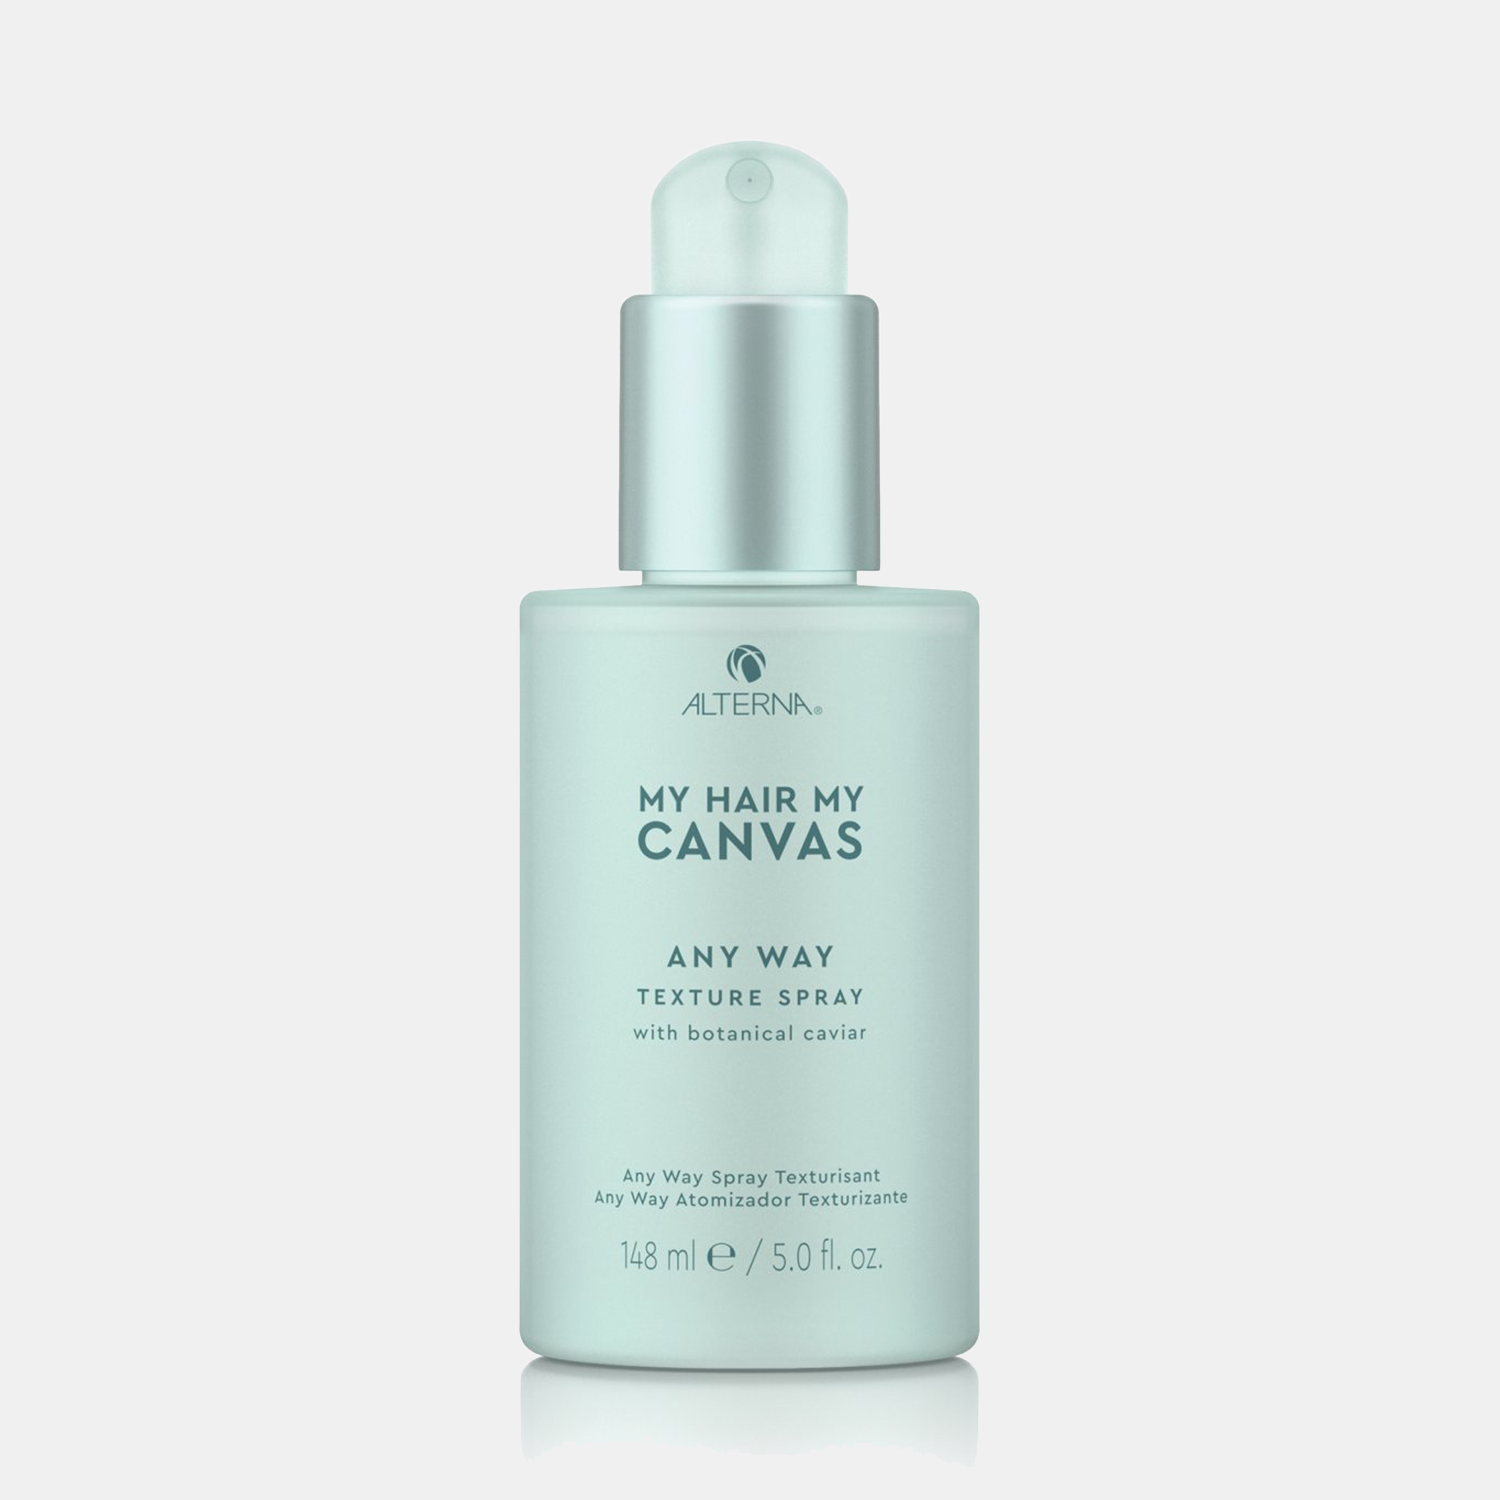 ALTERNA®
MY HAIR MY
CANVAS
ANY WAY
TEXTURE SPRAY
with botanical caviar
Any Way Spray Texturisant
Any Way Atomizador Texturizante
148 ml ℮ / 5.0 fl. oz.